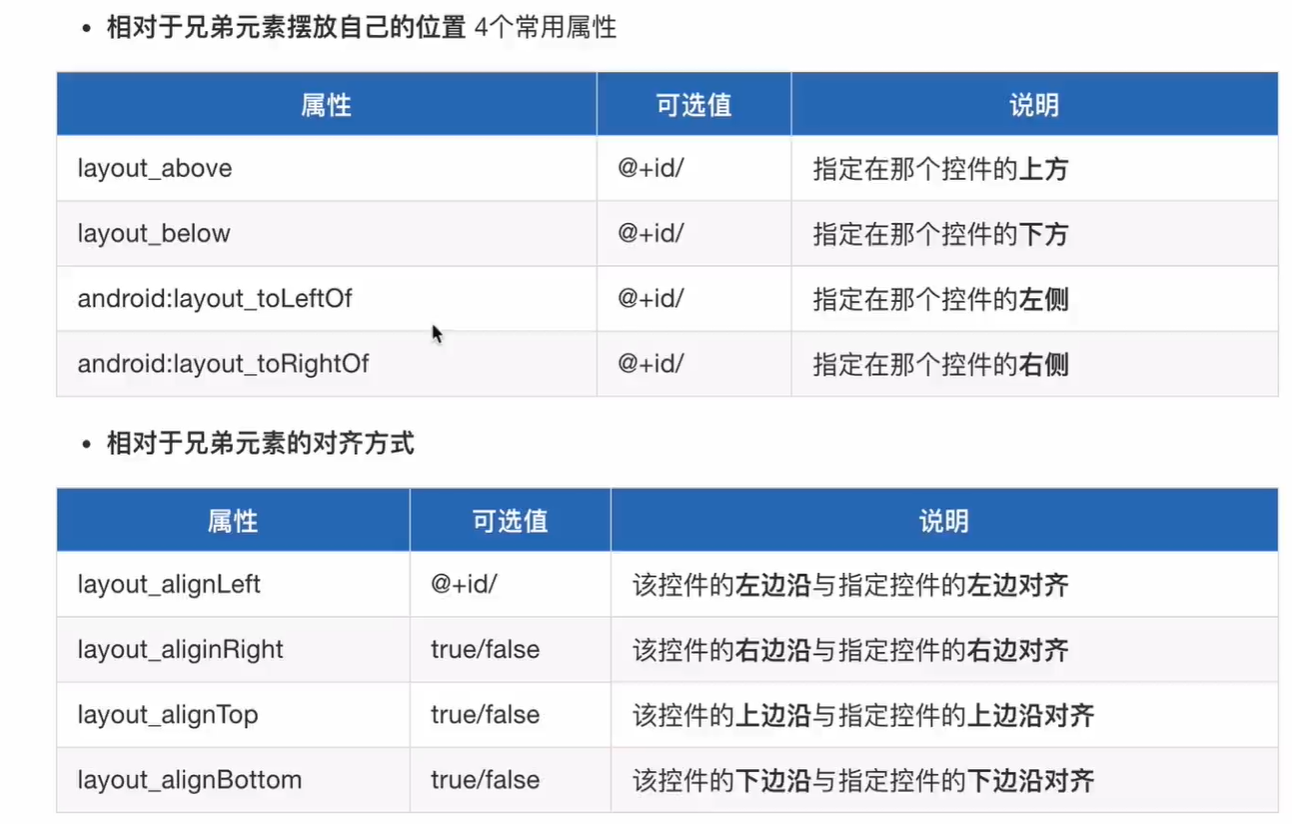 相对于兄弟元素摆放自己的位置 4个常用属性
属性 可选值 说明
layout_above @+id/ 指定在那个控件的上方
layout_below @+id/ 指定在那个控件的下方
android:layout_toLeftOf @+id/ 指定在那个控件的左侧
android:layout_toRightOf @+id/ 指定在那个控件的右侧
相对于兄弟元素的对齐方式
属性 可选值 说明
layout_alignLeft @+id/ 该控件的左边沿与指定控件的左边对齐
layout_aliginRight true/false 该控件的右边沿与指定控件的右边对齐
layout_alignTop true/false 该控件的上边沿与指定控件的上边沿对齐
layout_alignBottom true/false 该控件的下边沿与指定控件的下边沿对齐